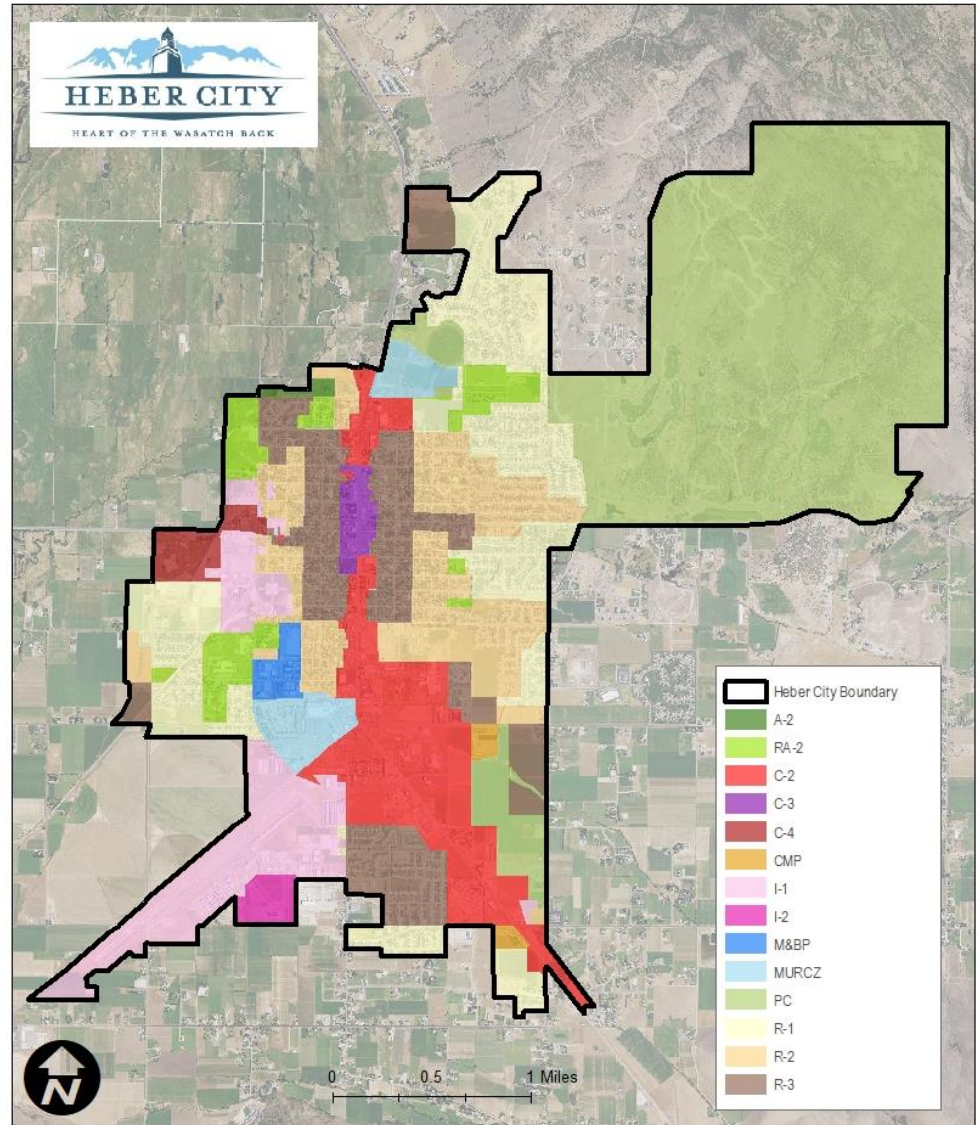 HEBER CITY
HEART OF THE WASATCH BACK
Heber City Boundary
A-2
RA-2
C-2
C-3
C-4
CMP
I-1
I-2
M&BP
MURCZ
PC
R-1
R-2
R-3
N
0 0.5 1 Miles